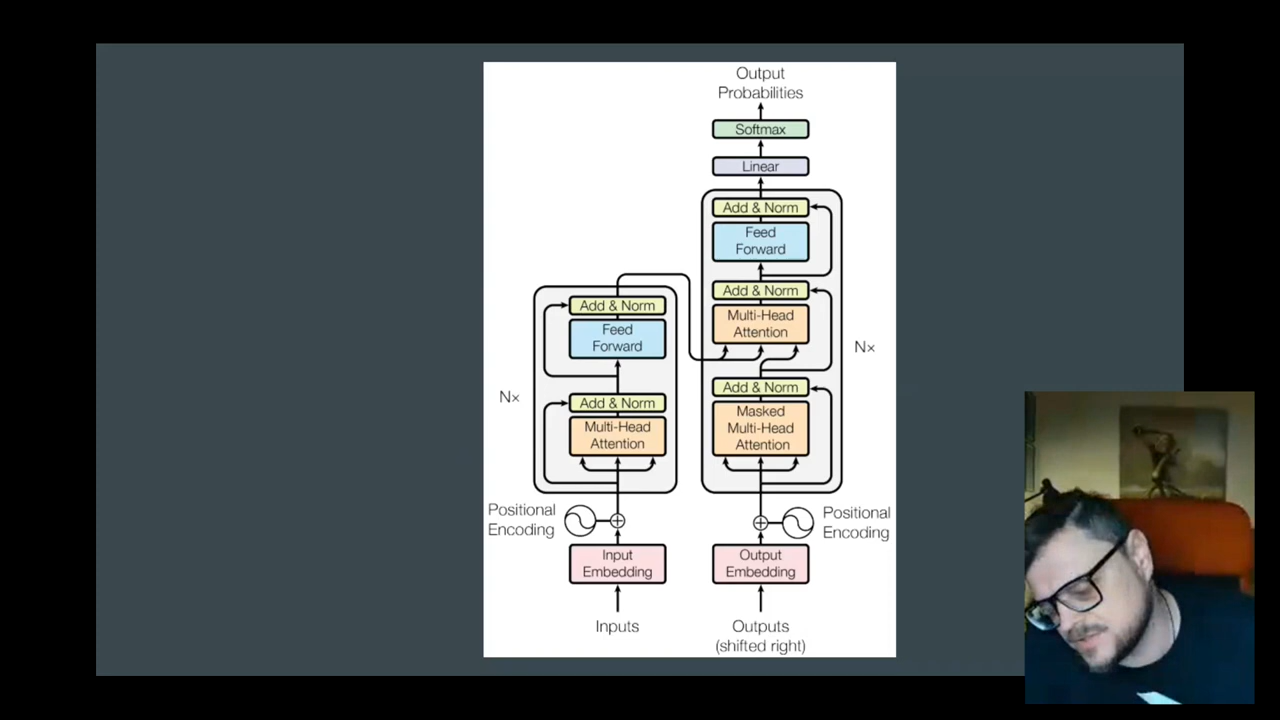 Output
Probabilities
Softmax
Linear
Add & Norm
Feed
Forward
Add & Norm
Multi-Head
Attention
Nx
Add & Norm
Masked
Multi-Head
Attention
Add & Norm
Feed
Forward
Nx
Add & Norm
Multi-Head
Attention
Positional
Encoding
Positional
Encoding
Input
Embedding
Output
Embedding
Inputs
Outputs
(shifted right)